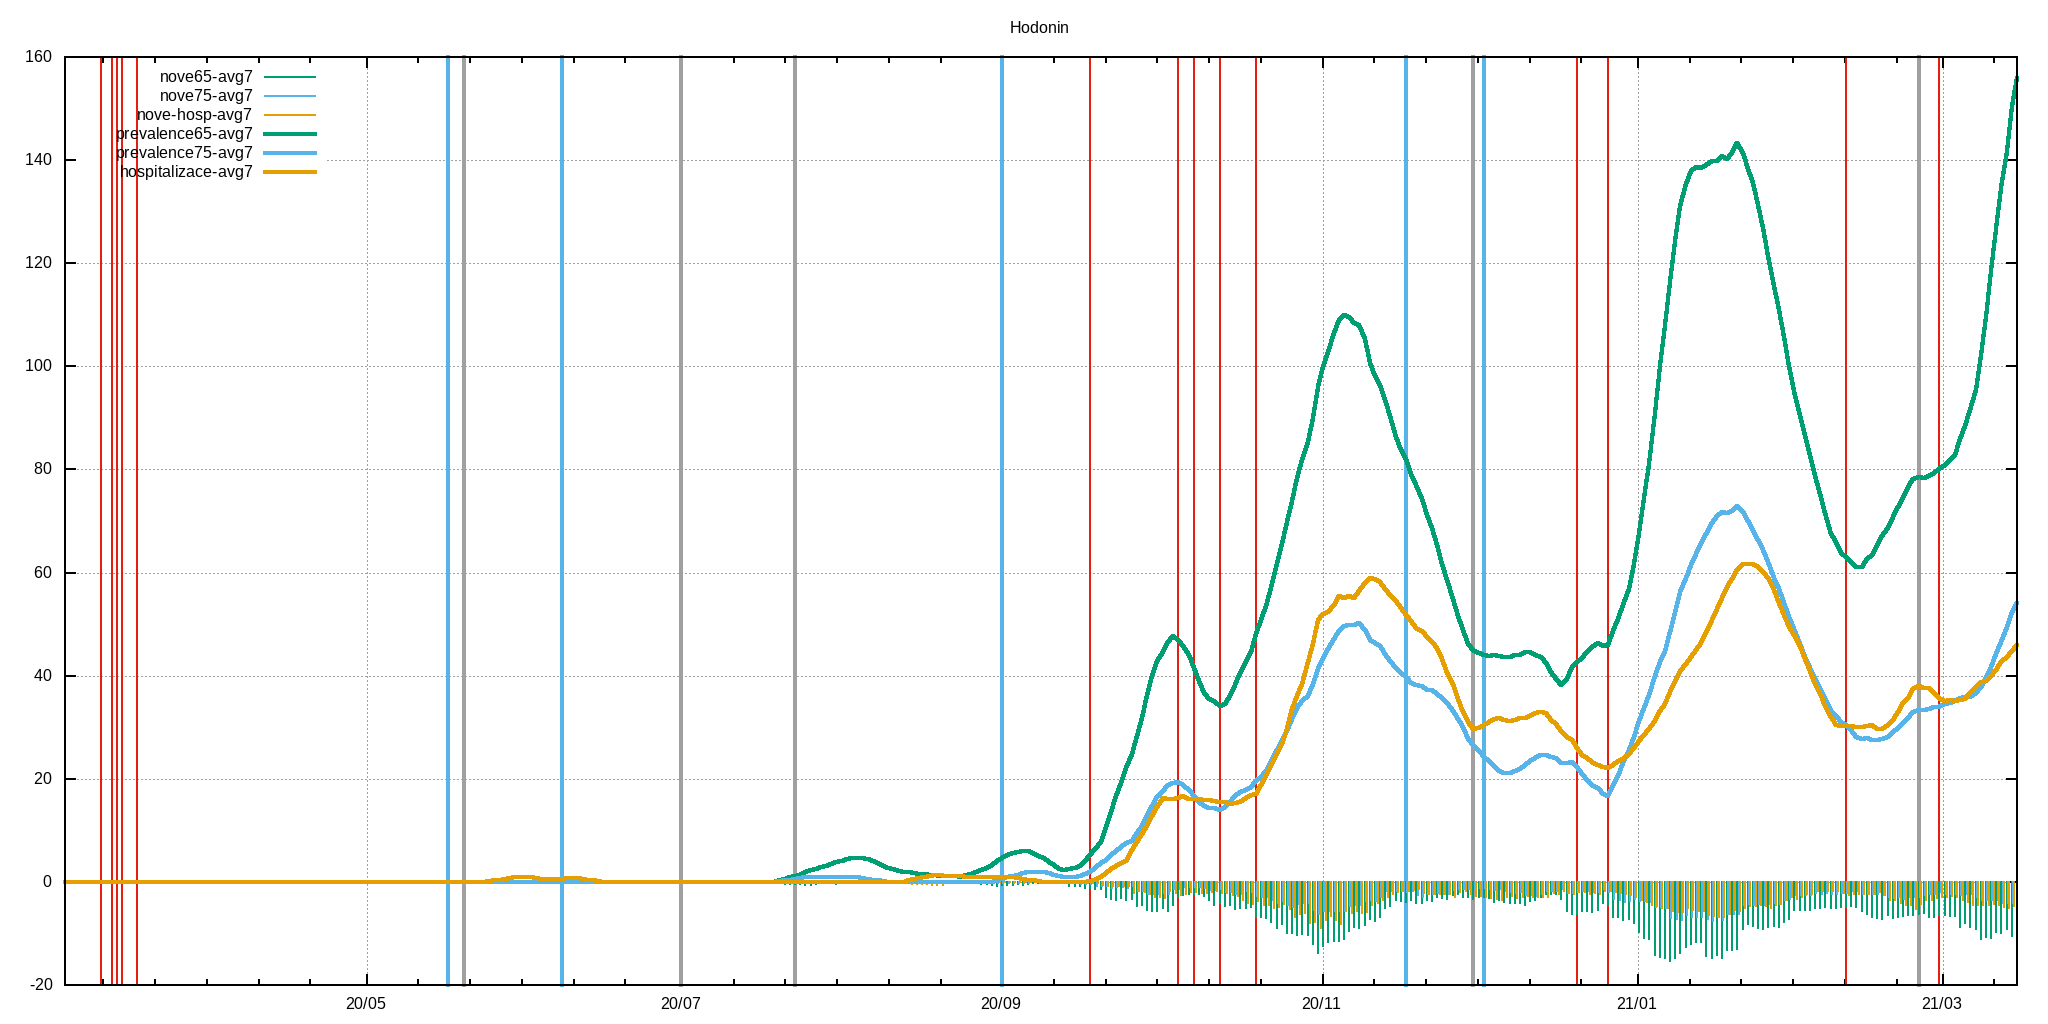 Hodonin
160
140
120
100
80
60
40
20
0
-20
nove65-avg7
nove75-avg7
nove-hosp-avg7
prevalence65-avg7
prevalence75-avg7
hospitalizace-avg7
20/05 20/07 20/09 20/11 21/01 21/03